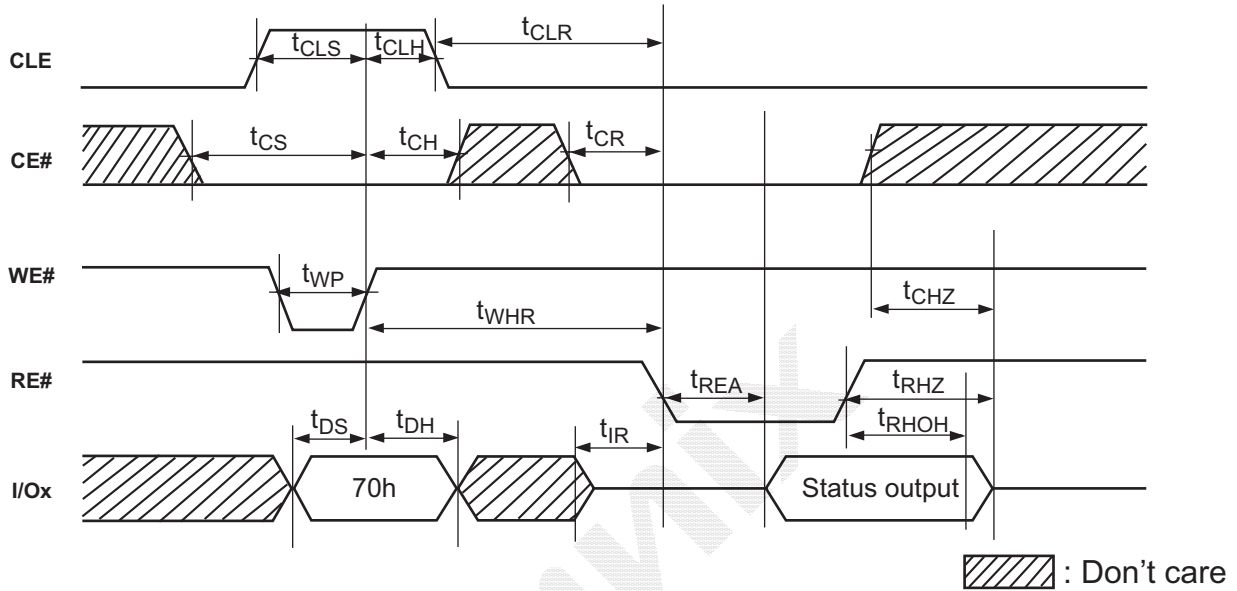 CLE
tCLS
tCLH
tCLR
CE#
tCS
tCH
tCR
WE#
tWP
tWHR
tCHZ
RE#
tREA
tRHZ
tRHOH
tDS
tDH
tIR
I/Ox
70h
Status output
: Don't care